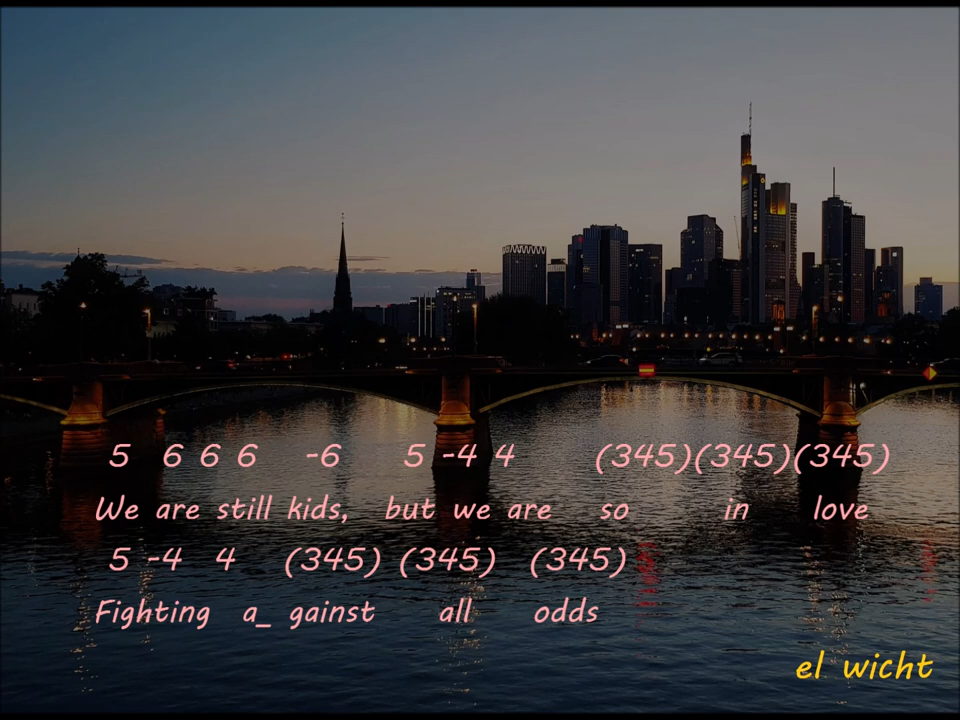 5 6 6 6 -6 5 -4 4 (345)(345)(345)
We are still kids, but we are so in love
5 -4 4 (345) (345) (345)
Fighting a_ gainst all odds
el wicht